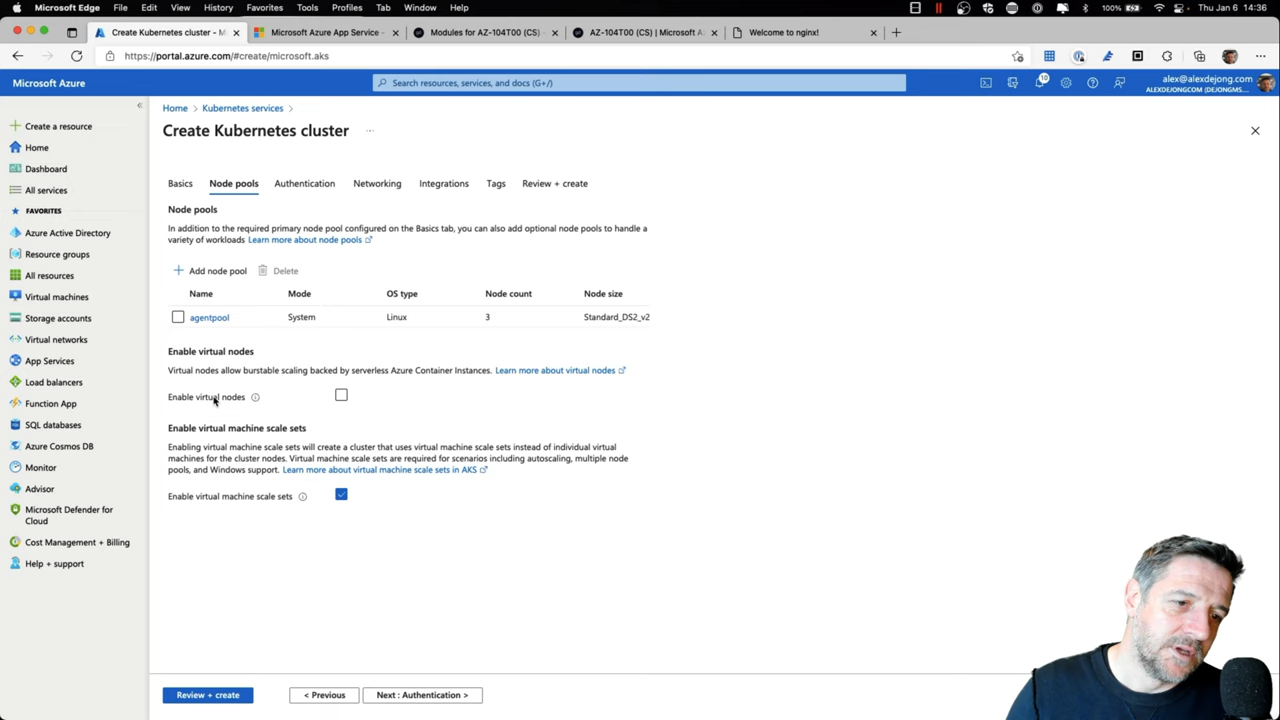 Microsoft Edge File Edit View History Favorites Tools Profiles Tab Window Help 100% Thu Jan 6 14:36
Create Kubernetes cluster - M Microsoft Azure App Service - Modules for AZ-104T00 (CS) AZ-104T00 (CS) | Microsoft Az Welcome to nginx!
https://portal.azure.com/#create/microsoft.aks
Microsoft Azure
Search resources, services, and docs (G+/)
10
alex@alexdejong.com
ALEXDEJONGCOM (DEJONGMS...
Create a resource
Home
Dashboard
All services
FAVORITES
Azure Active Directory
Resource groups
All resources
Virtual machines
Storage accounts
Virtual networks
App Services
Load balancers
Function App
SQL databases
Azure Cosmos DB
Monitor
Advisor
Microsoft Defender for
Cloud
Cost Management + Billing
Help + support
Home > Kubernetes services >
Create Kubernetes cluster ...
Basics Node pools Authentication Networking Integrations Tags Review + create
Node pools
In addition to the required primary node pool configured on the Basics tab, you can also add optional node pools to handle a
variety of workloads Learn more about node pools
+ Add node pool Delete
Name Mode OS type Node count Node size
agentpool System Linux 3 Standard_DS2_v2
Enable virtual nodes
Virtual nodes allow burstable scaling backed by serverless Azure Container Instances. Learn more about virtual nodes
Enable virtual nodes
Enable virtual machine scale sets
Enabling virtual machine scale sets will create a cluster that uses virtual machine scale sets instead of individual virtual
machines for the cluster nodes. Virtual machine scale sets are required for scenarios including autoscaling, multiple node
pools, and Windows support. Learn more about virtual machine scale sets in AKS
Enable virtual machine scale sets
Review + create < Previous Next : Authentication >